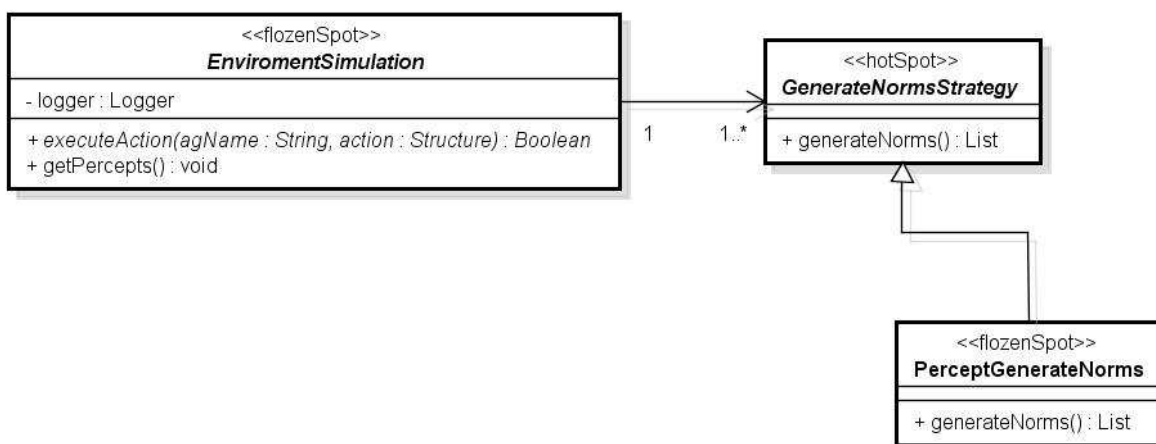 <<flozenSpot>>
EnviromentSimulation
- logger : Logger
+ executeAction(agName : String, action : Structure) : Boolean
+ getPercepts() : void
1
1..*
<<hotSpot>>
GenerateNormsStrategy
+ generateNorms() : List
<<flozenSpot>>
PerceptGenerateNorms
+ generateNorms() : List